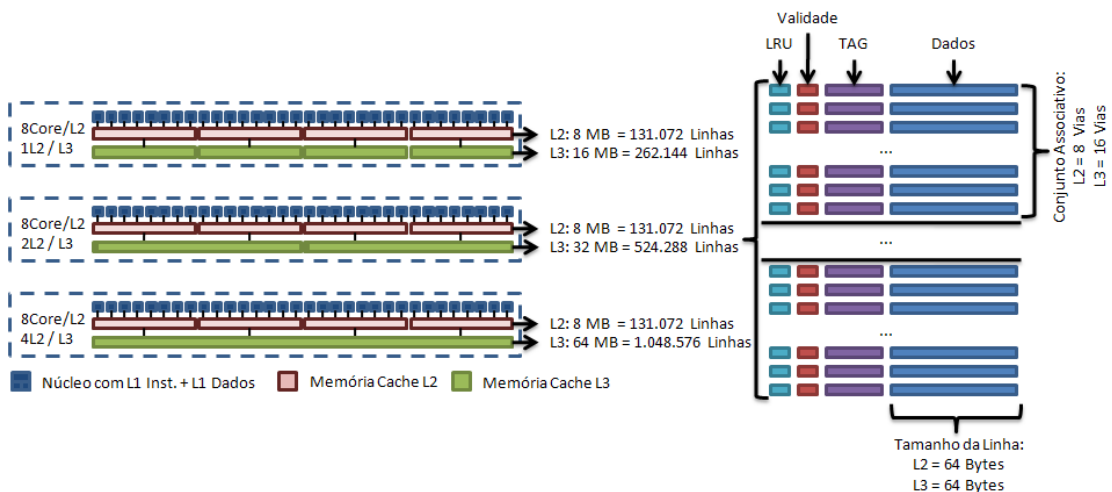 Validade
LRU
TAG
Dados
8Core/L2
1L2 / L3
L2: 8 MB = 131.072 Linhas
L3: 16 MB = 262.144 Linhas
8Core/L2
2L2 / L3
L2: 8 MB = 131.072 Linhas
L3: 32 MB = 524.288 Linhas
8Core/L2
4L2 / L3
L2: 8 MB = 131.072 Linhas
L3: 64 MB = 1.048.576 Linhas
Núcleo com L1 Inst. + L1 Dados
Memória Cache L2
Memória Cache L3
...
...
...
Conjunto Associativo:
L2 = 8 Vias
L3 = 16 Vias
Tamanho da Linha:
L2 = 64 Bytes
L3 = 64 Bytes